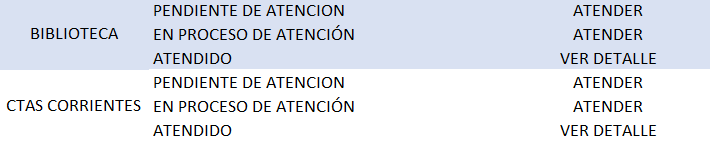 BIBLIOTECA
PENDIENTE DE ATENCION ATENDER
EN PROCESO DE ATENCIÓN ATENDER
ATENDIDO VER DETALLE
CTAS CORRIENTES
PENDIENTE DE ATENCION ATENDER
EN PROCESO DE ATENCIÓN ATENDER
ATENDIDO VER DETALLE